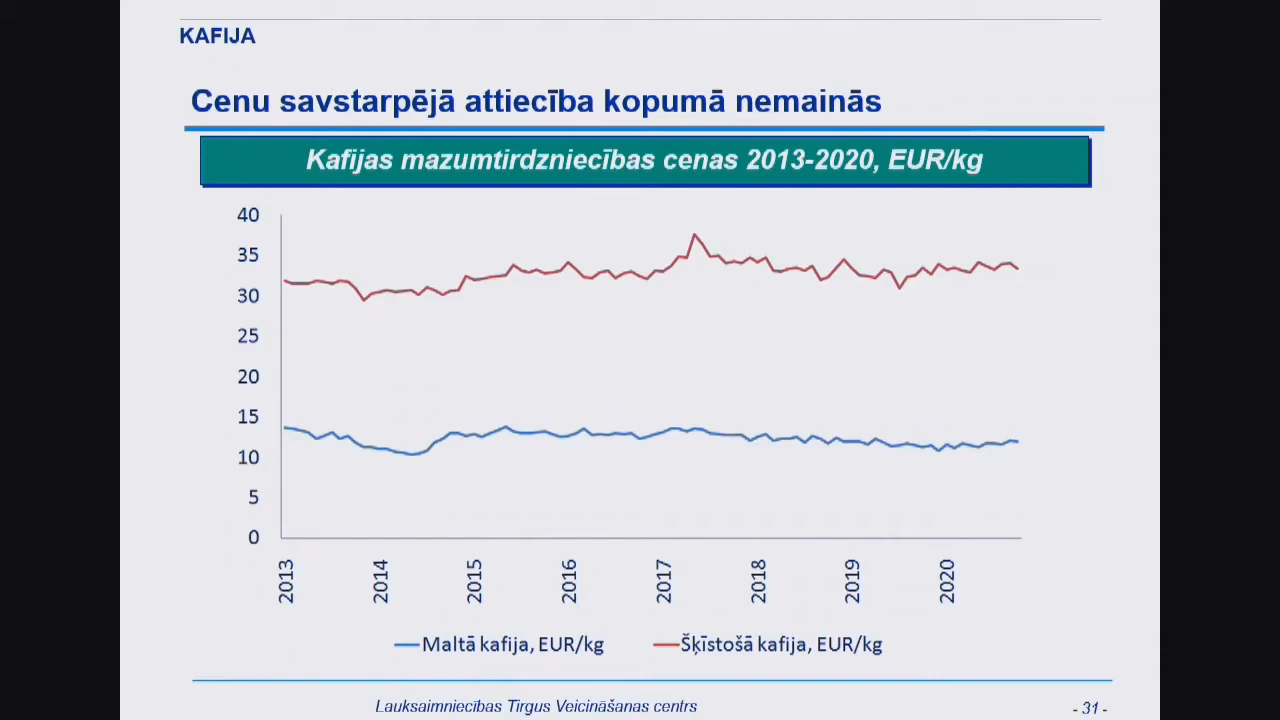 KAFIJA
Cenu savstarpējā attiecība kopumā nemainās
Kafijas mazumtirdzniecības cenas 2013-2020, EUR/kg
40
35
30
25
20
15
10
5
0
2013 2014 2015 2016 2017 2018 2019 2020
Maltā kafija, EUR/kg Šķīstošā kafija, EUR/kg
Lauksaimniecības Tirgus Veicināšanas centrs - 31 -